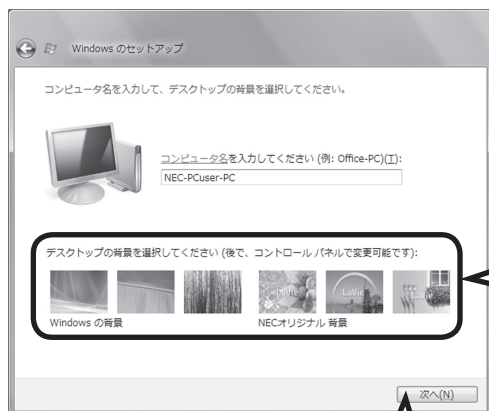 Windows のセットアップ
コンピュータ名を入力して、デスクトップの背景を選択してください。
コンピュータ名を入力してください (例: Office-PC)(T):
NEC-PCuser-PC
デスクトップの背景を選択してください (後で、コントロール パネルで変更可能です):
LaVie LaVie LaVie
Windows の背景 NECオリジナル 背景
次へ(N)